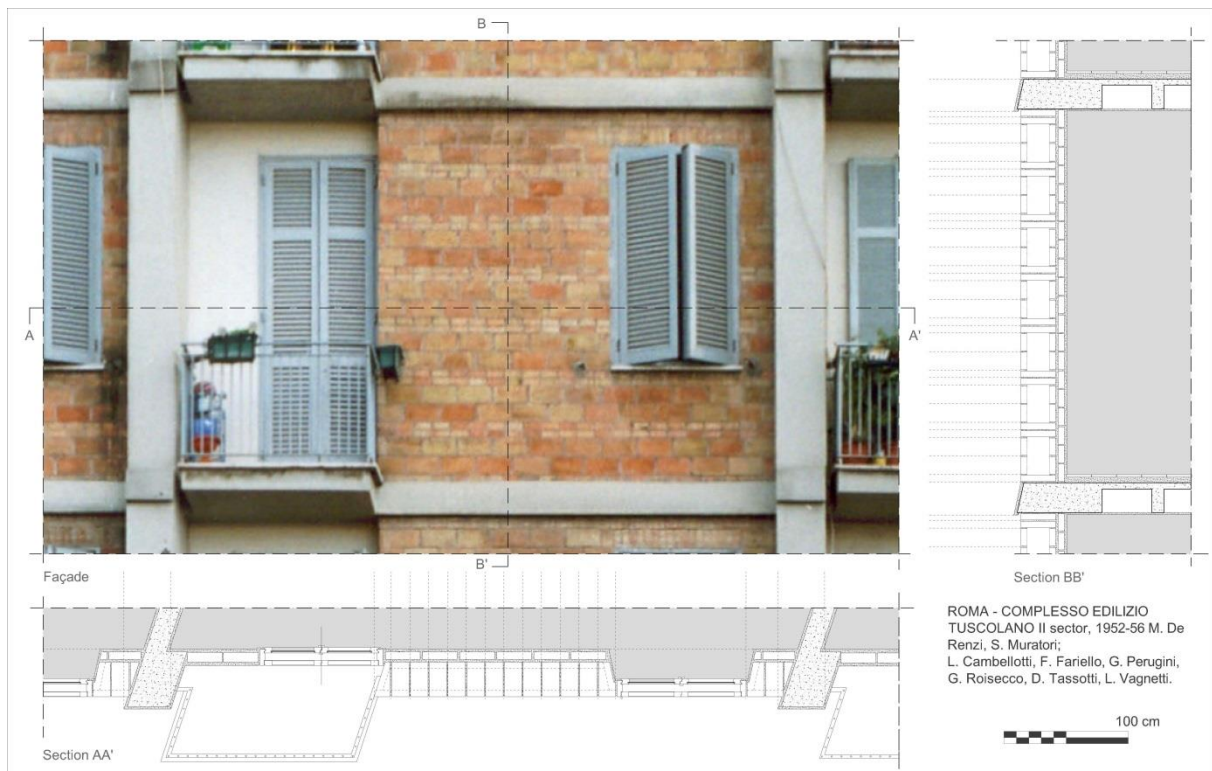 B
A
A'
B'
Façade
Section BB'
ROMA - COMPLESSO EDILIZIO
TUSCOLANO II sector, 1952-56 M. De
Renzi, S. Muratori;
L. Cambellotti, F. Fariello, G. Perugini,
G. Roisecco, D. Tassotti, L. Vagnetti.
100 cm
Section AA'